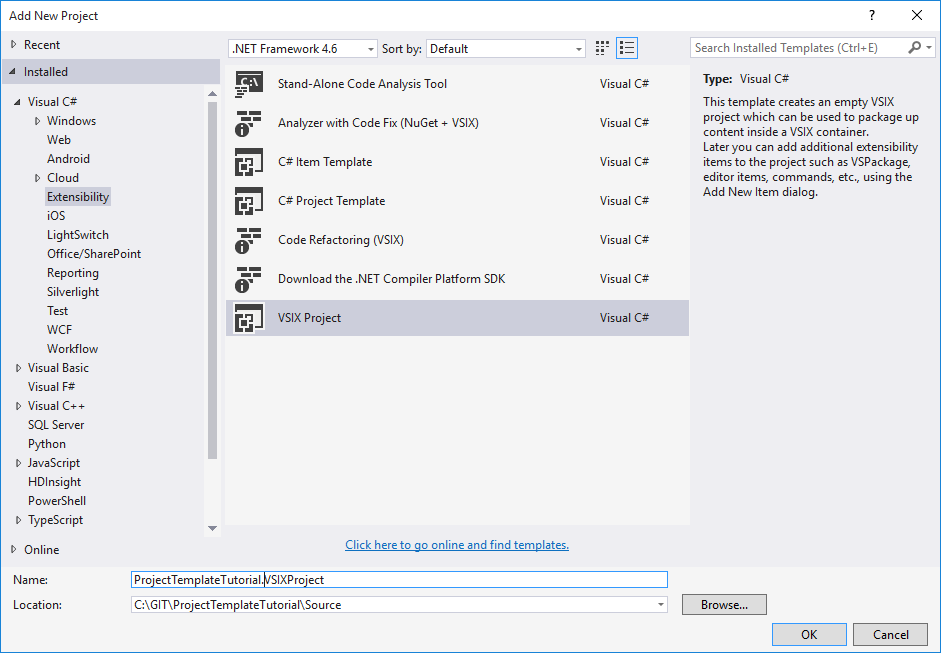 Add New Project
?
Recent
.NET Framework 4.6
Sort by:
Default
Search Installed Templates (Ctrl+E)
Installed
Visual C#
Windows
Web
Android
Cloud
Extensibility
iOS
LightSwitch
Office/SharePoint
Reporting
Silverlight
Test
WCF
Workflow
Visual Basic
Visual F#
Visual C++
SQL Server
Python
JavaScript
HDInsight
PowerShell
TypeScript
Online
C:\
Stand-Alone Code Analysis Tool Visual C#
Analyzer with Code Fix (NuGet + VSIX) Visual C#
C# Item Template Visual C#
C# Project Template Visual C#
Code Refactoring (VSIX) Visual C#
Download the .NET Compiler Platform SDK Visual C#
VSIX Project Visual C#
Click here to go online and find templates.
Type: Visual C#
This template creates an empty VSIX
project which can be used to package up
content inside a VSIX container.
Later you can add additional extensibility
items to the project such as VSPackage,
editor items, commands, etc., using the
Add New Item dialog.
Name: ProjectTemplateTutorial.VSIXProject
Location: C:\GIT\ProjectTemplateTutorial\Source
Browse...
OK
Cancel